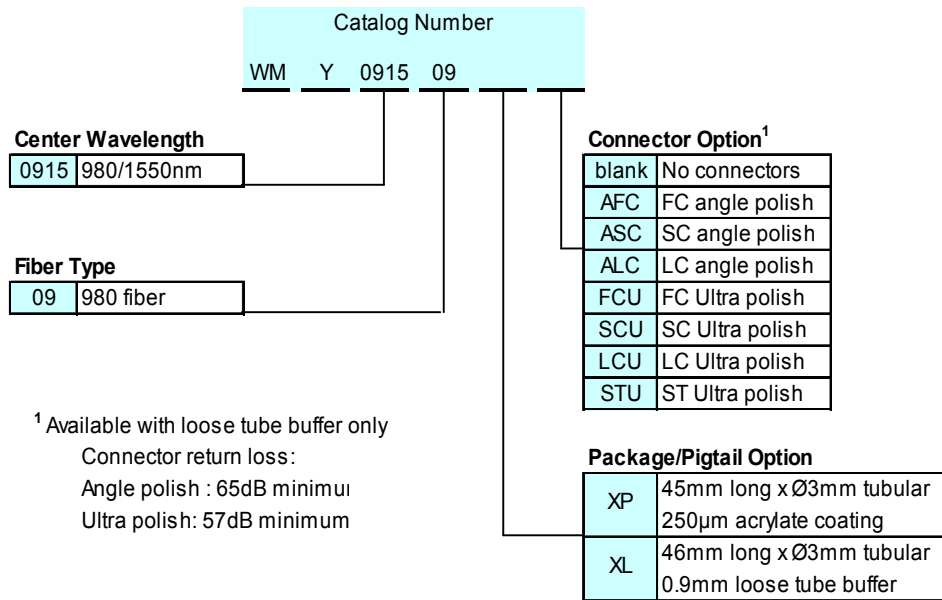 Catalog Number
WM Y 0915 09
Center Wavelength
0915 980/1550nm
Fiber Type
09 980 fiber
1 Available with loose tube buffer only
Connector return loss:
Angle polish : 65dB minimu
Ultra polish: 57dB minimum
Connector Option1
blank No connectors
AFC FC angle polish
ASC SC angle polish
ALC LC angle polish
FCU FC Ultra polish
SCU SC Ultra polish
LCU LC Ultra polish
STU ST Ultra polish
Package/Pigtail Option
XP 45mm long x Ø3mm tubular
250µm acrylate coating
XL 46mm long x Ø3mm tubular
0.9mm loose tube buffer